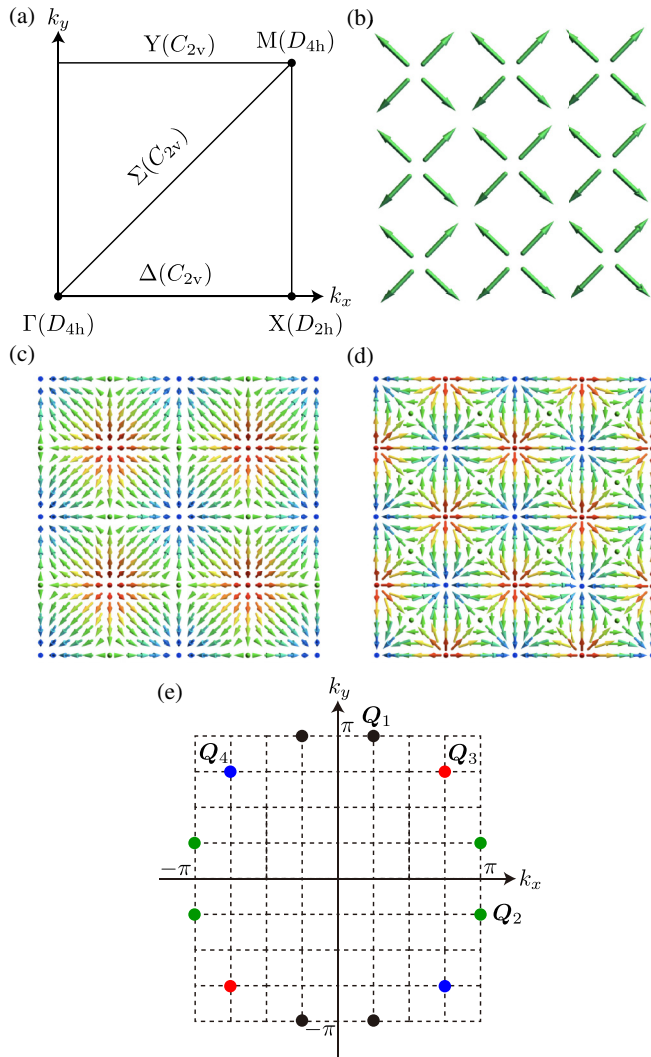 (a)
k_y
Y(C_2v)
M(D_4h)
Σ(C_2v)
Δ(C_2v)
k_x
Γ(D_4h)
X(D_2h)
(b)
(c)
(d)
(e)
k_y
π
Q_1
Q_4
Q_3
−π
π
k_x
Q_2
−π